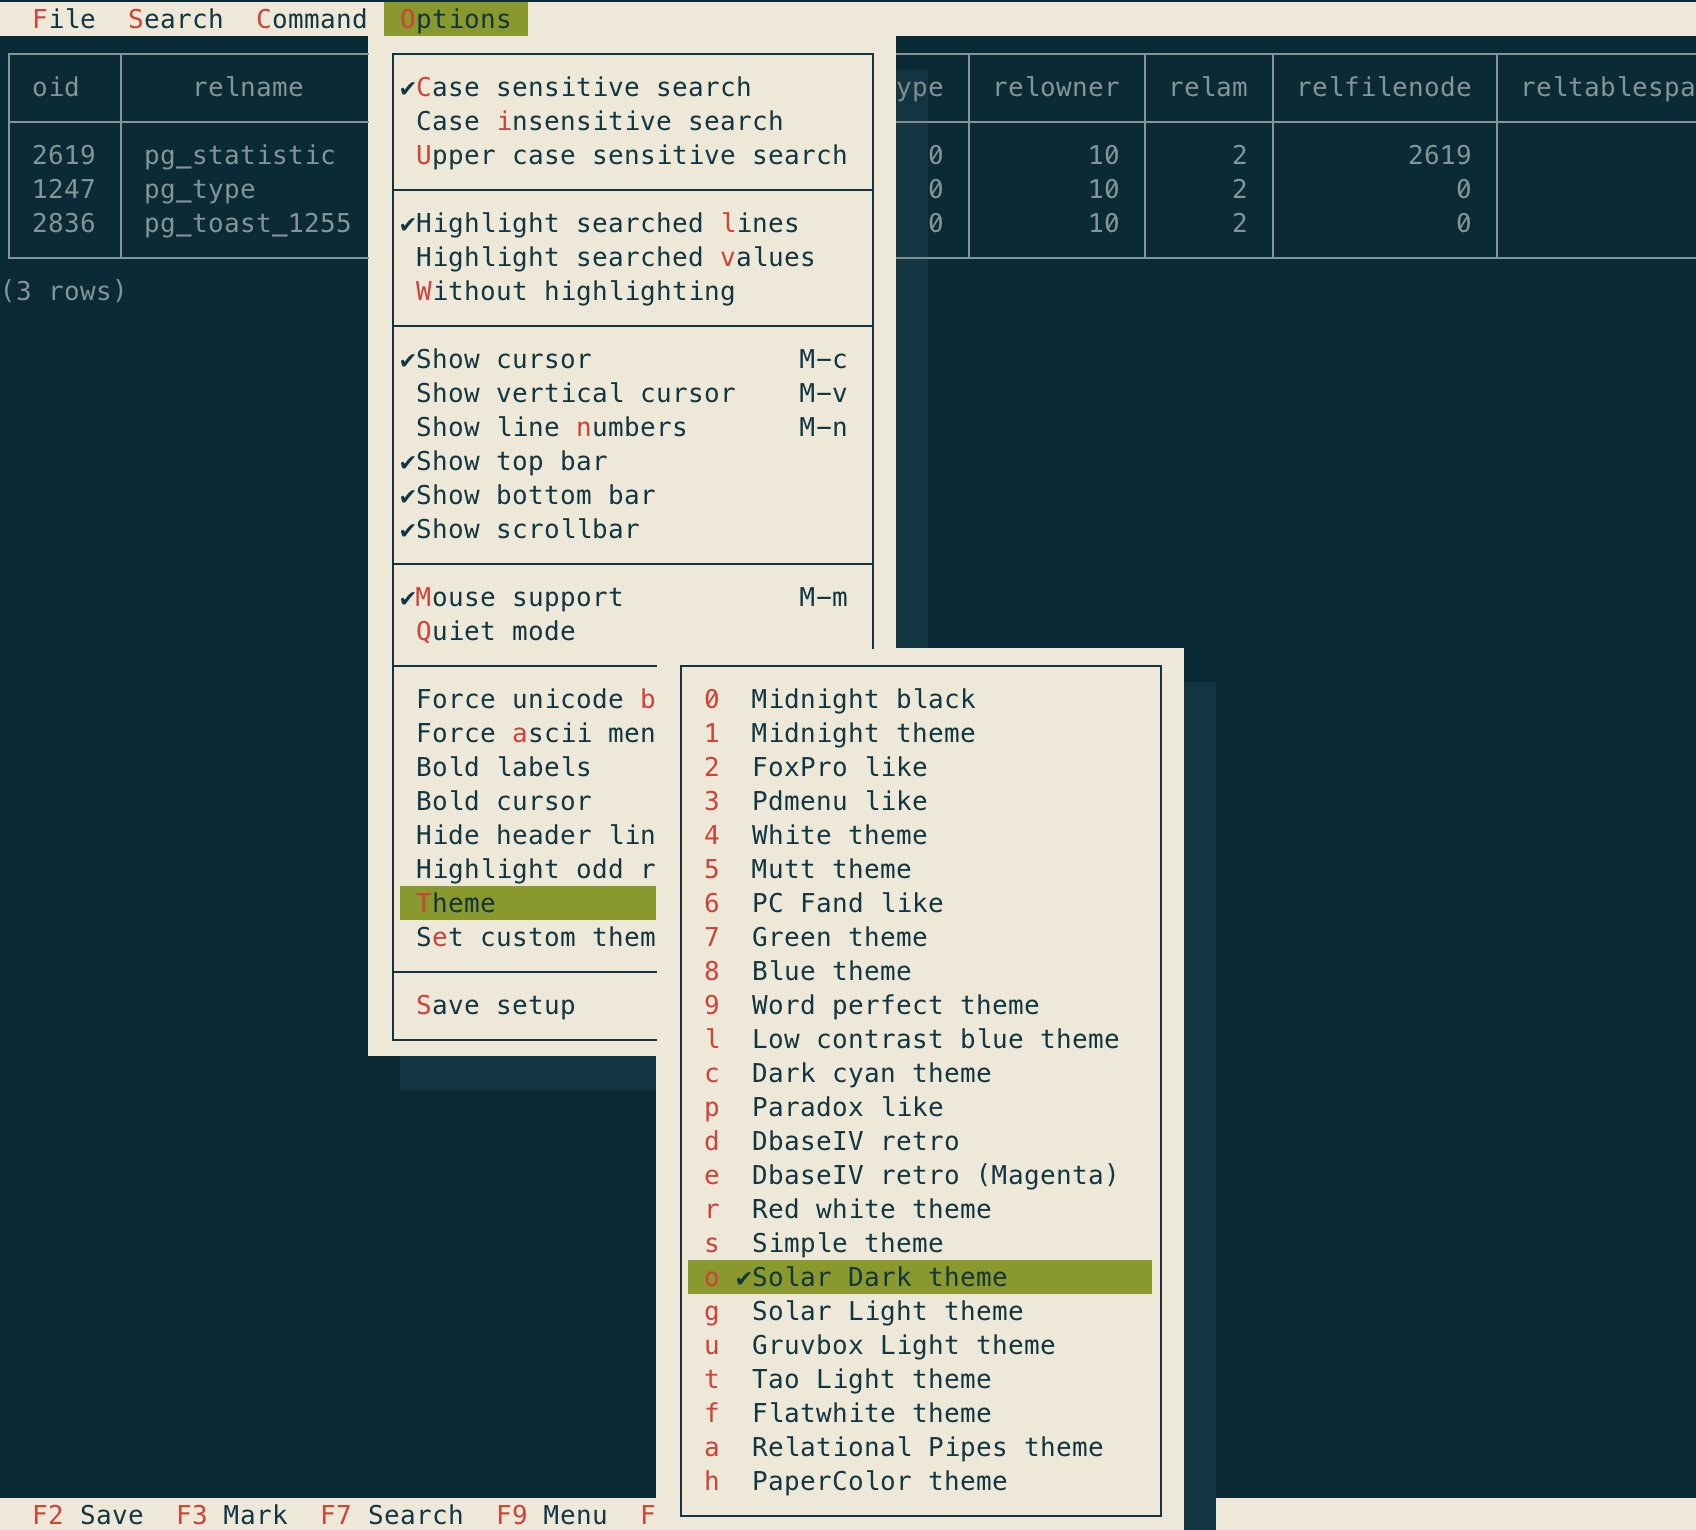 File Search Command Options
oid relname ype relowner relam relfilenode reltablespa
2619 pg_statistic 0 10 2 2619
1247 pg_type 0 10 2 0
2836 pg_toast_1255 0 10 2 0
(3 rows)
✔Case sensitive search
Case insensitive search
Upper case sensitive search
✔Highlight searched lines
Highlight searched values
Without highlighting
✔Show cursor M-c
Show vertical cursor M-v
Show line numbers M-n
✔Show top bar
✔Show bottom bar
✔Show scrollbar
✔Mouse support M-m
Quiet mode
Force unicode b
Force ascii men
Bold labels
Bold cursor
Hide header lin
Highlight odd r
Theme
Set custom them
Save setup
0 Midnight black
1 Midnight theme
2 FoxPro like
3 Pdmenu like
4 White theme
5 Mutt theme
6 PC Fand like
7 Green theme
8 Blue theme
9 Word perfect theme
l Low contrast blue theme
c Dark cyan theme
p Paradox like
d DbaseIV retro
e DbaseIV retro (Magenta)
r Red white theme
s Simple theme
o ✔Solar Dark theme
g Solar Light theme
u Gruvbox Light theme
t Tao Light theme
f Flatwhite theme
a Relational Pipes theme
h PaperColor theme
F2 Save F3 Mark F7 Search F9 Menu F